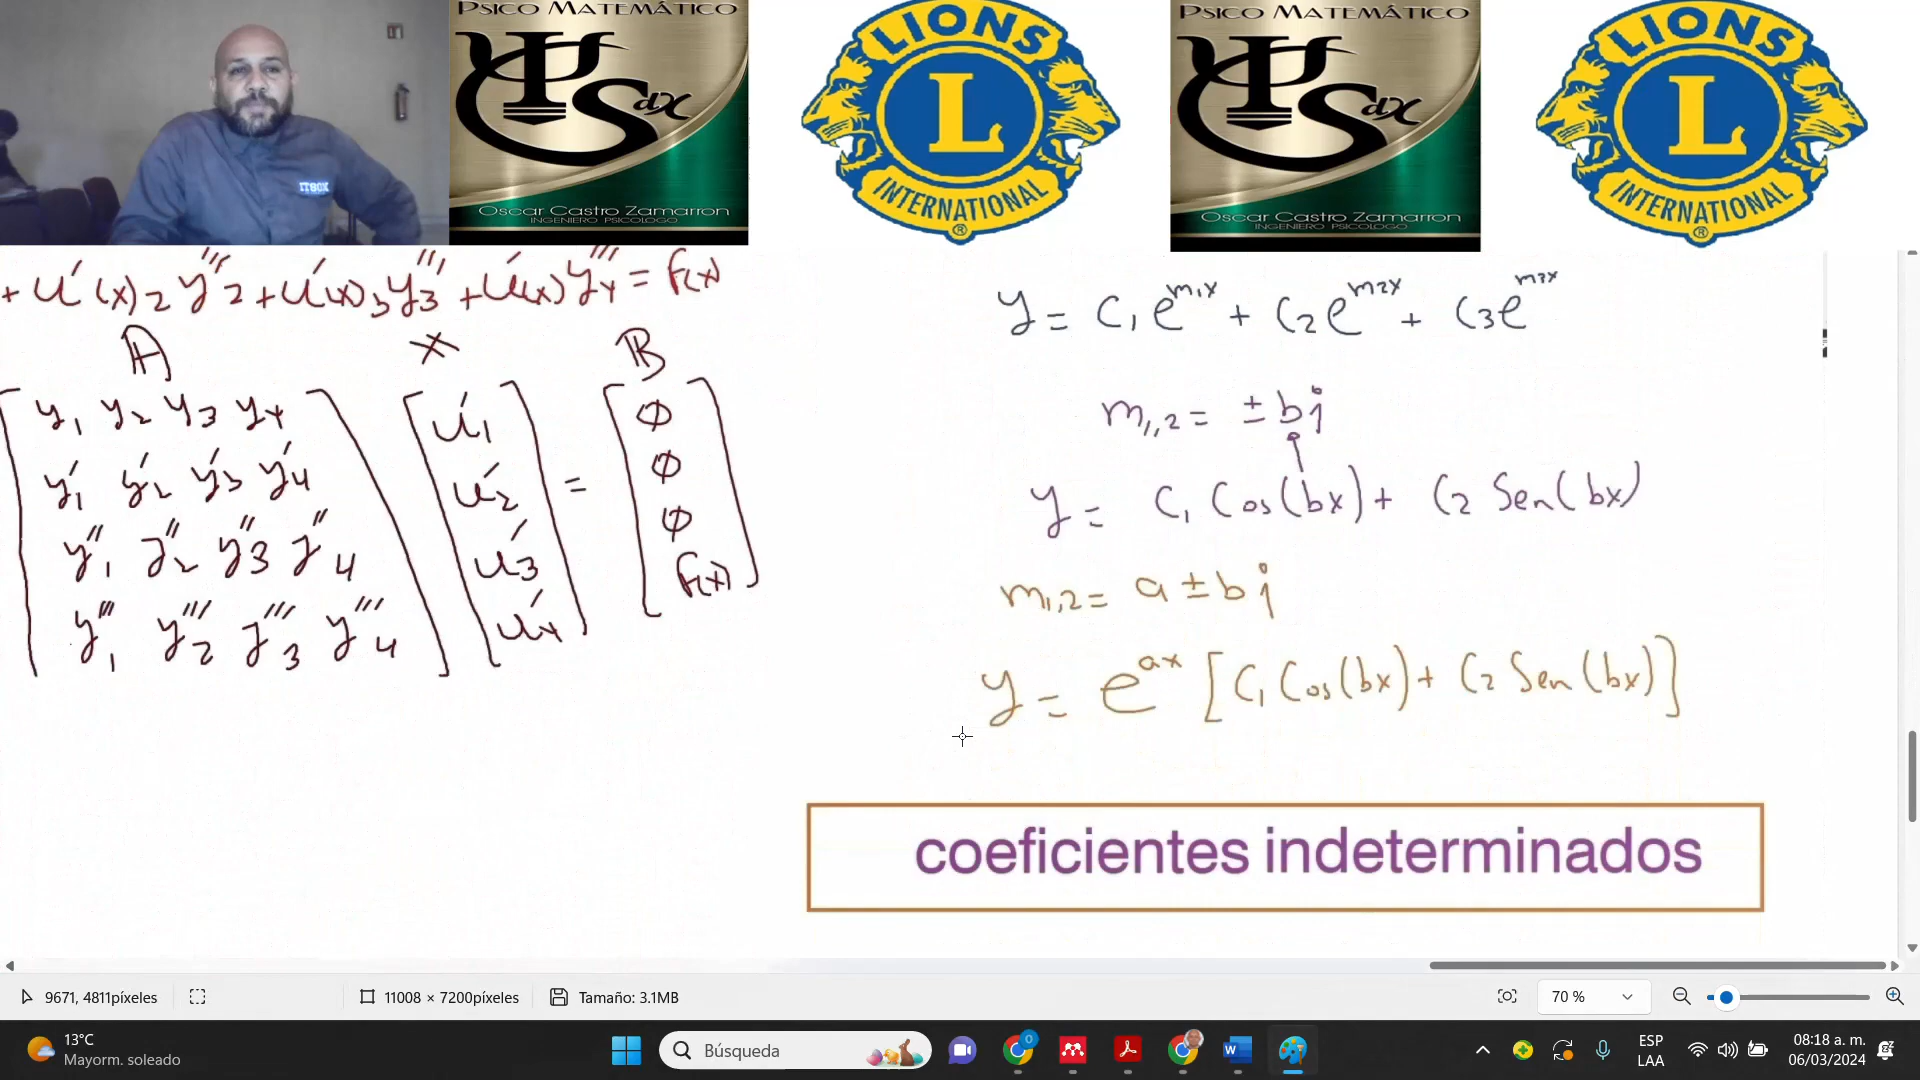 PSICO MATEMÁTICO
dx
Oscar Castro Zamarron
INGENIERO PSICOLOGO
LIONS
L
INTERNATIONAL
®
PSICO MATEMÁTICO
dx
Oscar Castro Zamarron
INGENIERO PSICOLOGO
LIONS
L
INTERNATIONAL
®
ITSCX
+ u'(x)2 y'''2 + u'(x)3 y'''3 + u'(x) y'''4 = f(x)
A X B
y1 y2 y3 y4 u'1 φ
y'1 y'2 y'3 y'4 u'2 = φ
y''1 y''2 y''3 y''4 u'3 φ
y'''1 y'''2 y'''3 y'''4 u'4 f(x)
y = C1 e^m1x + C2 e^m2x + C3 e^m3x
m1,2 = ± bi
y = C1 Cos(bx) + C2 Sen(bx)
m1,2 = a ± bi
y = e^ax [C1 Cos(bx) + C2 Sen(bx)]
coeficientes indeterminados
9671, 4811píxeles
11008 × 7200píxeles
Tamaño: 3.1MB
70 %
13°C
Mayorm. soleado
Búsqueda
0
W
ESP
LAA
08:18 a. m.
06/03/2024